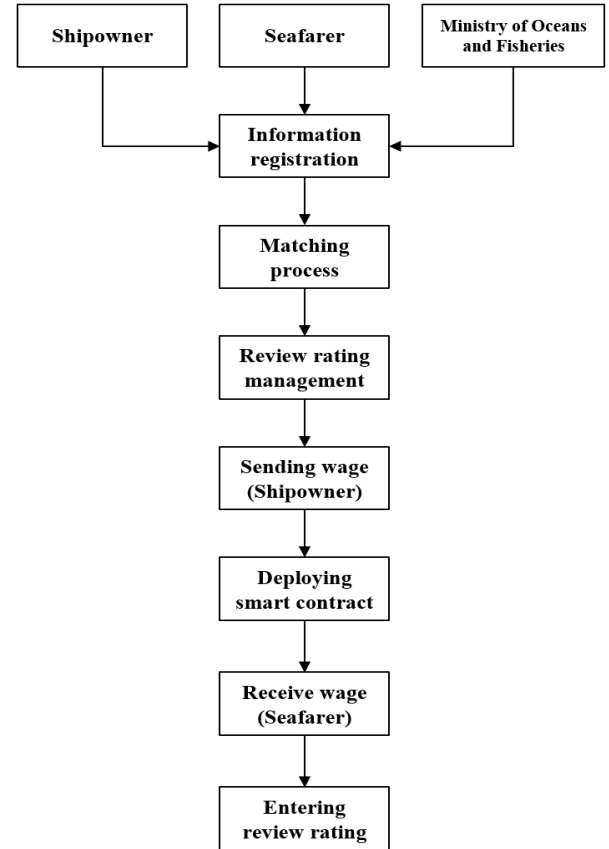 Shipowner
Seafarer
Ministry of Oceans
and Fisheries
Information
registration
Matching
process
Review rating
management
Sending wage
(Shipowner)
Deploying
smart contract
Receive wage
(Seafarer)
Entering
review rating